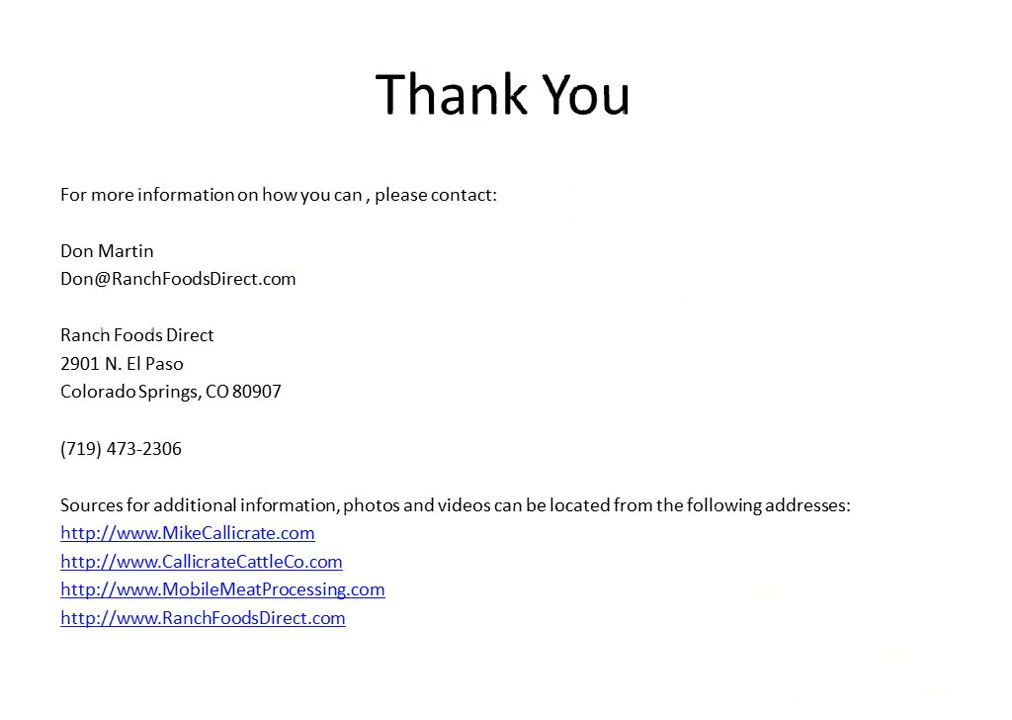 Thank You
For more information on how you can , please contact:
Don Martin
Don@RanchFoodsDirect.com
Ranch Foods Direct
2901 N. El Paso
Colorado Springs, CO 80907
(719) 473-2306
Sources for additional information, photos and videos can be located from the following addresses:
http://www.MikeCallicrate.com
http://www.CallicrateCattleCo.com
http://www.MobileMeatProcessing.com
http://www.RanchFoodsDirect.com